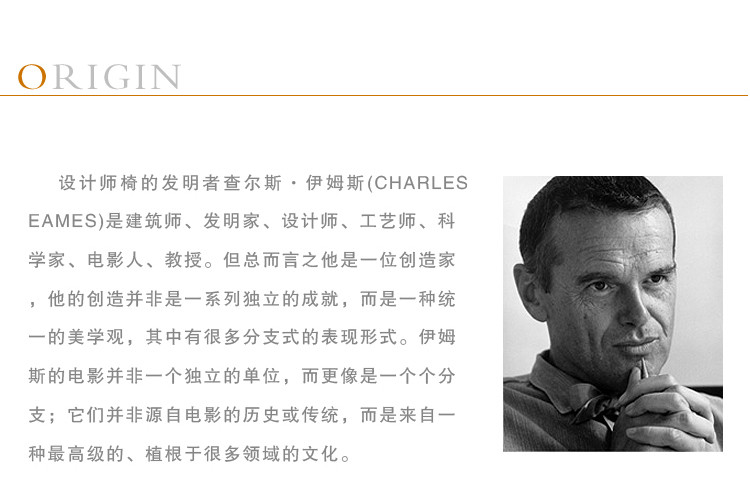 ORIGIN
设计师椅的发明者查尔斯·伊姆斯(CHARLES
EAMES)是建筑师、发明家、设计师、工艺师、科
学家、电影人、教授。但总而言之他是一位创造家
，他的创造并非是一系列独立的成就，而是一种统
一的美学观，其中有很多分支式的表现形式。伊姆
斯的电影并非一个独立的单位，而更像是一个个分
支；它们并非源自电影的历史或传统，而是来自一
种最高级的、植根于很多领域的文化。